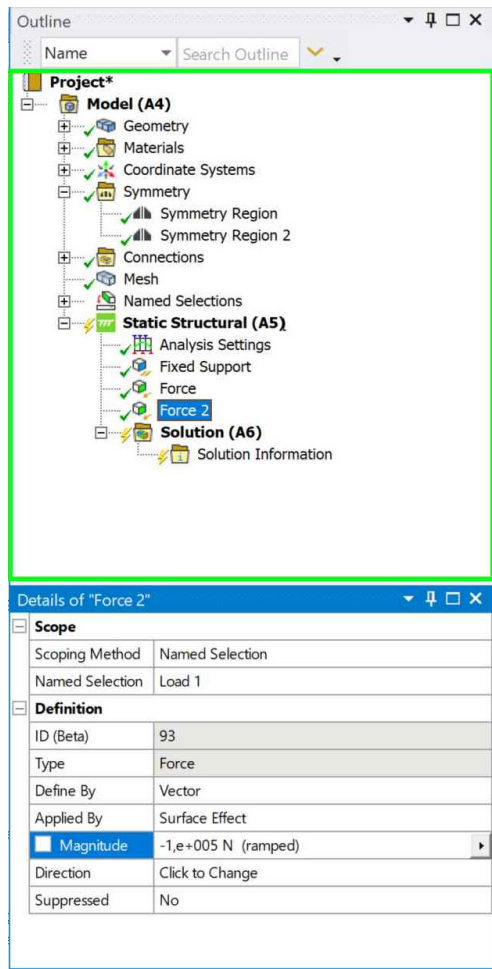 Outline
Name Search Outline
Project*
Model (A4)
Geometry
Materials
Coordinate Systems
Symmetry
Symmetry Region
Symmetry Region 2
Connections
Mesh
Named Selections
Static Structural (A5)
Analysis Settings
Fixed Support
Force
Force 2
Solution (A6)
Solution Information
Details of "Force 2"
Scope
Scoping Method Named Selection
Named Selection Load 1
Definition
ID (Beta) 93
Type Force
Define By Vector
Applied By Surface Effect
Magnitude -1,e+005 N (ramped)
Direction Click to Change
Suppressed No